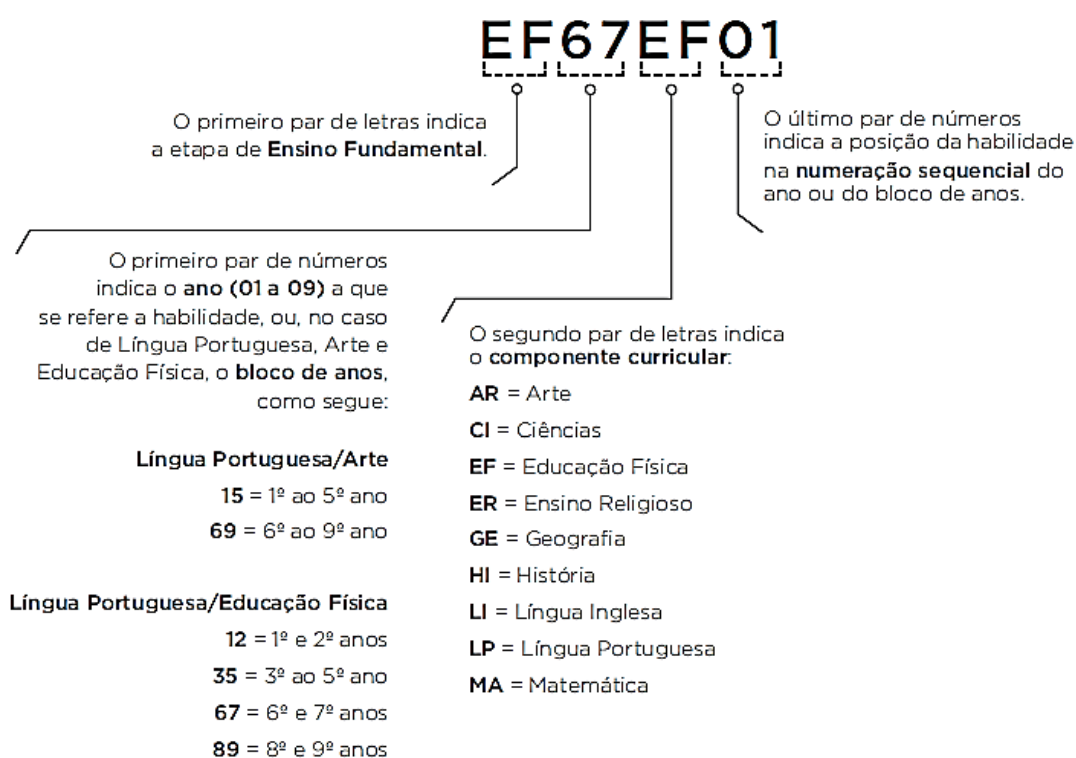 EF67EF01
O primeiro par de letras indica
a etapa de Ensino Fundamental.
O último par de números
indica a posição da habilidade
na numeração sequencial do
ano ou do bloco de anos.
O primeiro par de números
indica o ano (01 a 09) a que
se refere a habilidade, ou, no caso
de Língua Portuguesa, Arte e
Educação Física, o bloco de anos,
como segue:
Língua Portuguesa/Arte
15 = 1º ao 5º ano
69 = 6º ao 9º ano
Língua Portuguesa/Educação Física
12 = 1º e 2º anos
35 = 3º ao 5º ano
67 = 6º e 7º anos
89 = 8º e 9º anos
O segundo par de letras indica
o componente curricular:
AR = Arte
CI = Ciências
EF = Educação Física
ER = Ensino Religioso
GE = Geografia
HI = História
LI = Língua Inglesa
LP = Língua Portuguesa
MA = Matemática